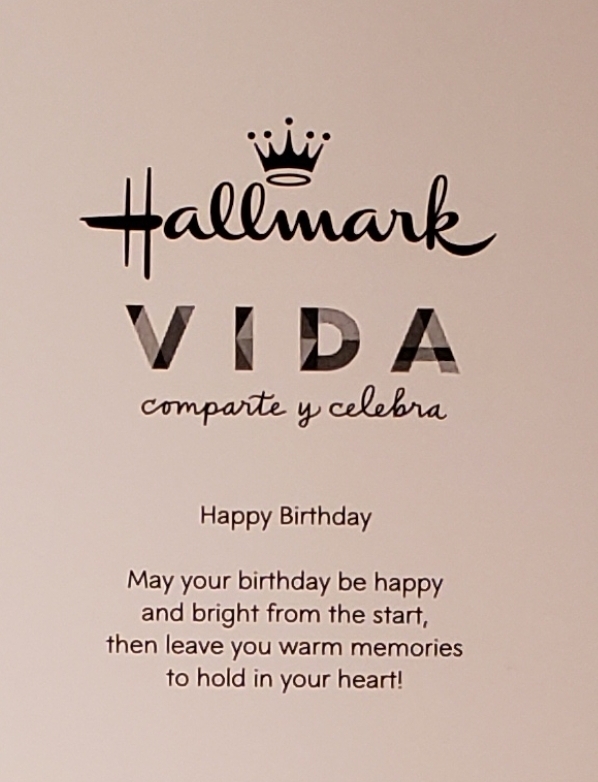 Hallmark
VIDA
comparte y celebra
Happy Birthday
May your birthday be happy
and bright from the start,
then leave you warm memories
to hold in your heart!